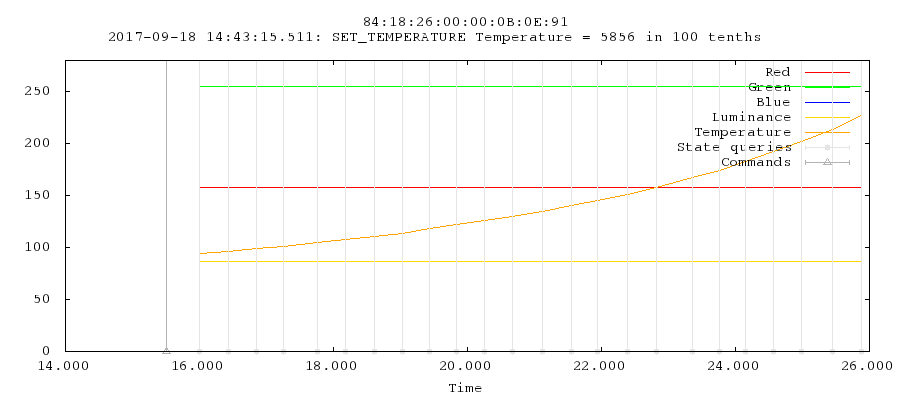 84:18:26:00:00:0B:0E:91
2017-09-18 14:43:15.511: SET_TEMPERATURE Temperature = 5856 in 100 tenths
Red
Green
Blue
Luminance
Temperature
State queries
Commands
250
200
150
100
50
0
14.000 16.000 18.000 20.000 22.000 24.000 26.000
Time